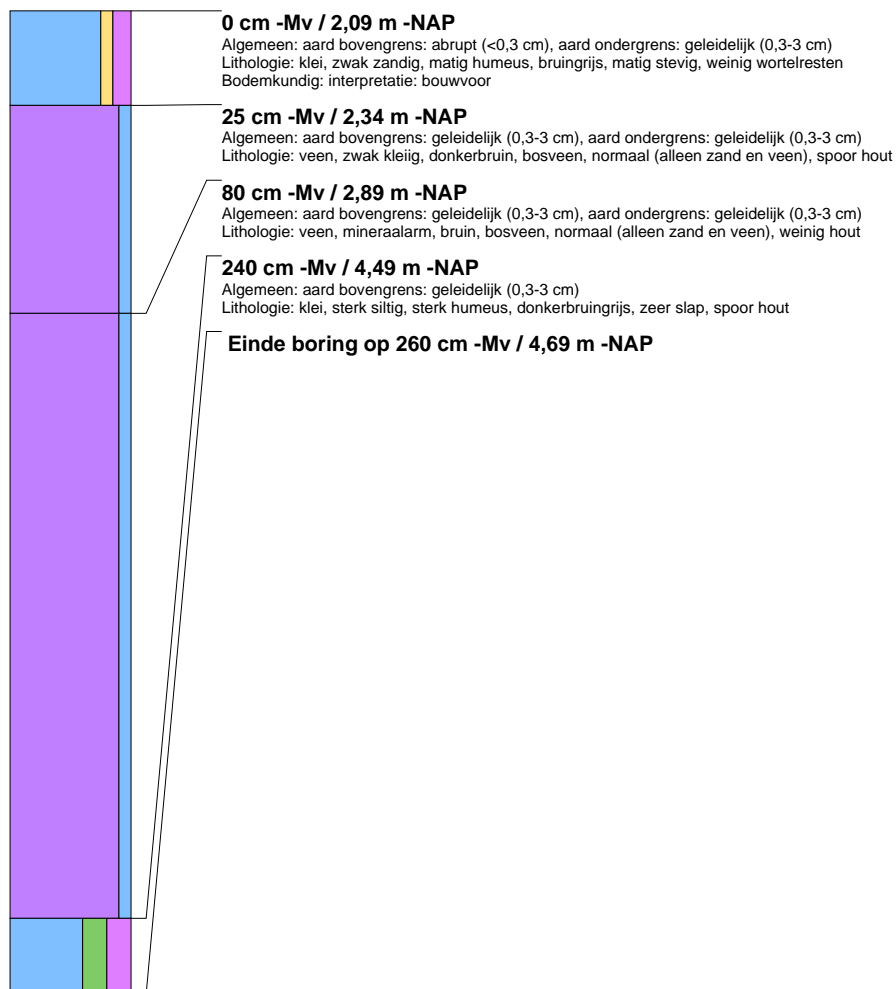 0 cm -Mv / 2,09 m -NAP
Algemeen: aard bovengrens: abrupt (<0,3 cm), aard ondergrens: geleidelijk (0,3-3 cm)
Lithologie: klei, zwak zandig, matig humeus, bruingrijs, matig stevig, weinig wortelresten
Bodemkundig: interpretatie: bouwvoor
25 cm -Mv / 2,34 m -NAP
Algemeen: aard bovengrens: geleidelijk (0,3-3 cm), aard ondergrens: geleidelijk (0,3-3 cm)
Lithologie: veen, zwak kleiig, donkerbruin, bosveen, normaal (alleen zand en veen), spoor hout
80 cm -Mv / 2,89 m -NAP
Algemeen: aard bovengrens: geleidelijk (0,3-3 cm), aard ondergrens: geleidelijk (0,3-3 cm)
Lithologie: veen, mineraalarm, bruin, bosveen, normaal (alleen zand en veen), weinig hout
240 cm -Mv / 4,49 m -NAP
Algemeen: aard bovengrens: geleidelijk (0,3-3 cm)
Lithologie: klei, sterk siltig, sterk humeus, donkerbruingrijs, zeer slap, spoor hout
Einde boring op 260 cm -Mv / 4,69 m -NAP